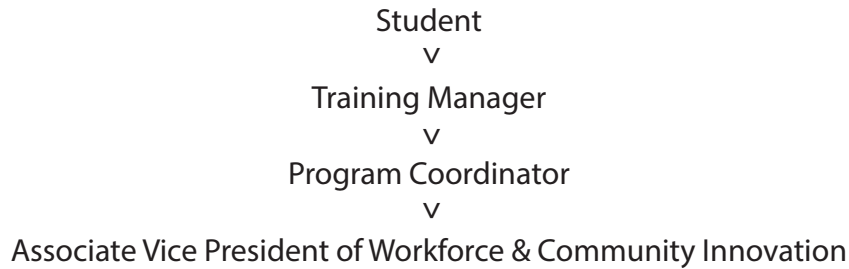 Student
v
Training Manager
v
Program Coordinator
v
Associate Vice President of Workforce & Community Innovation